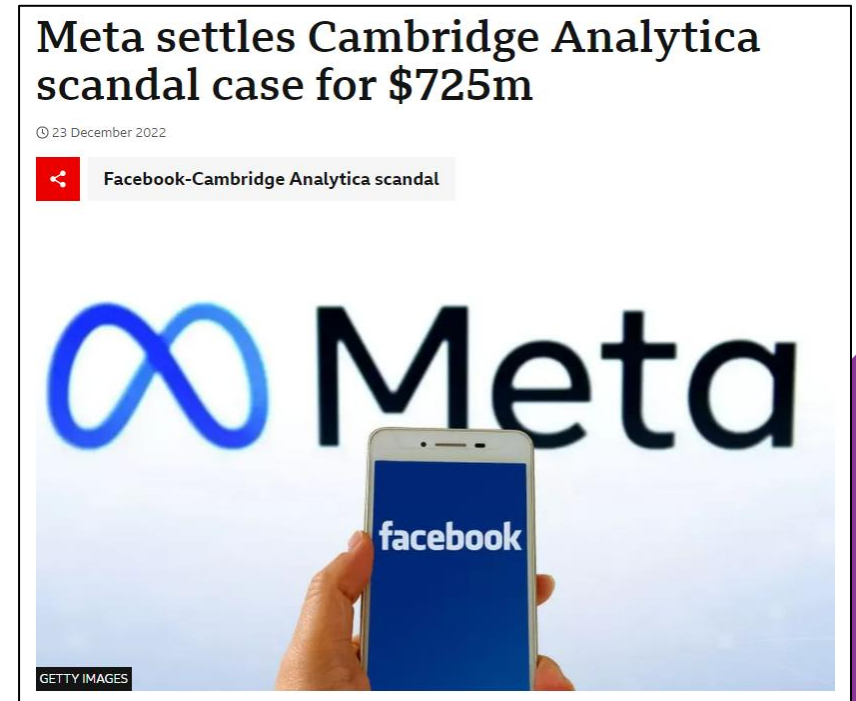 Meta settles Cambridge Analytica
scandal case for $725m
23 December 2022
Facebook-Cambridge Analytica scandal
Meta
facebook
GETTY IMAGES